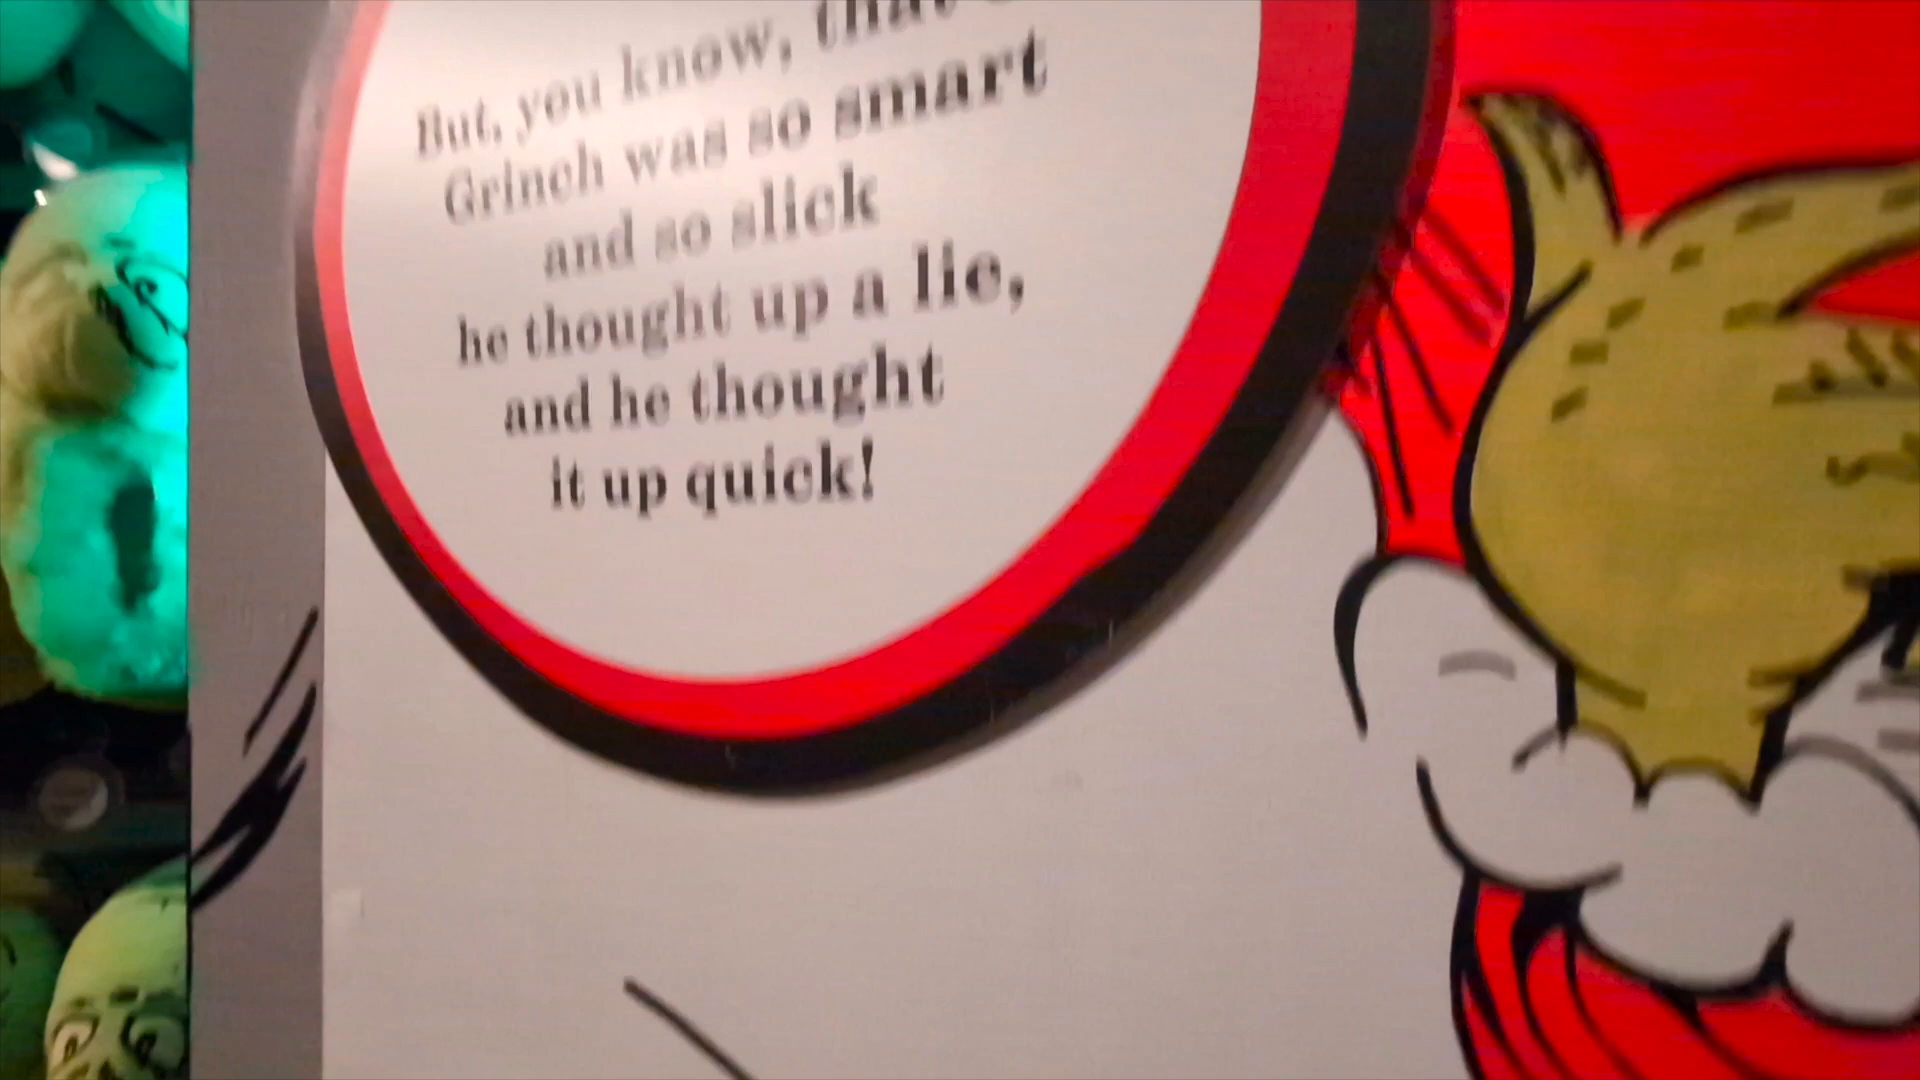 But, you know, that
Grinch was so smart
and so slick
he thought up a lie,
and he thought
it up quick!